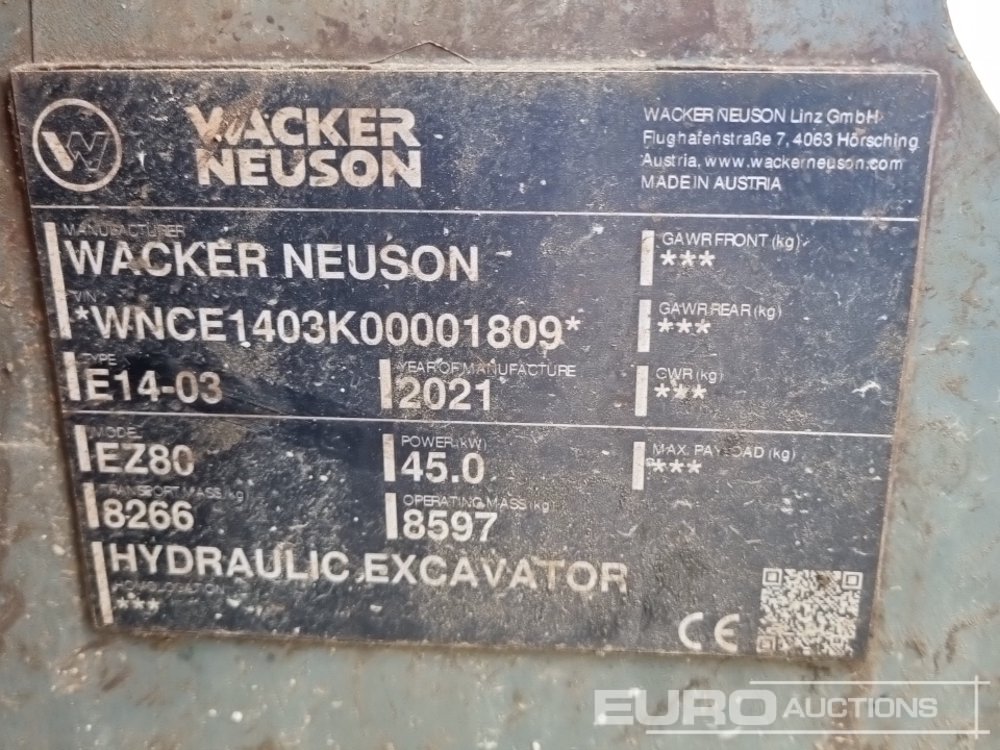 WACKER
NEUSON
WACKER NEUSON Linz GmbH
Flughafenstraße 7, 4063 Hörsching
Austria, www.wackerneuson.com
MADE IN AUSTRIA
MANUFACTURER
WACKER NEUSON
VIN
*WNCE1403K00001809*
TYPE
E14-03
YEAR OF MANUFACTURE
2021
MODEL
EZ80
POWER (kW)
45.0
TRANSPORT MASS (kg)
8266
OPERATING MASS (kg)
8597
HYDRAULIC EXCAVATOR
***
GAWR FRONT (kg)
***
GAWR REAR (kg)
***
GWR (kg)
***
MAX. PAYLOAD (kg)
***
CE
EURO AUCTIONS